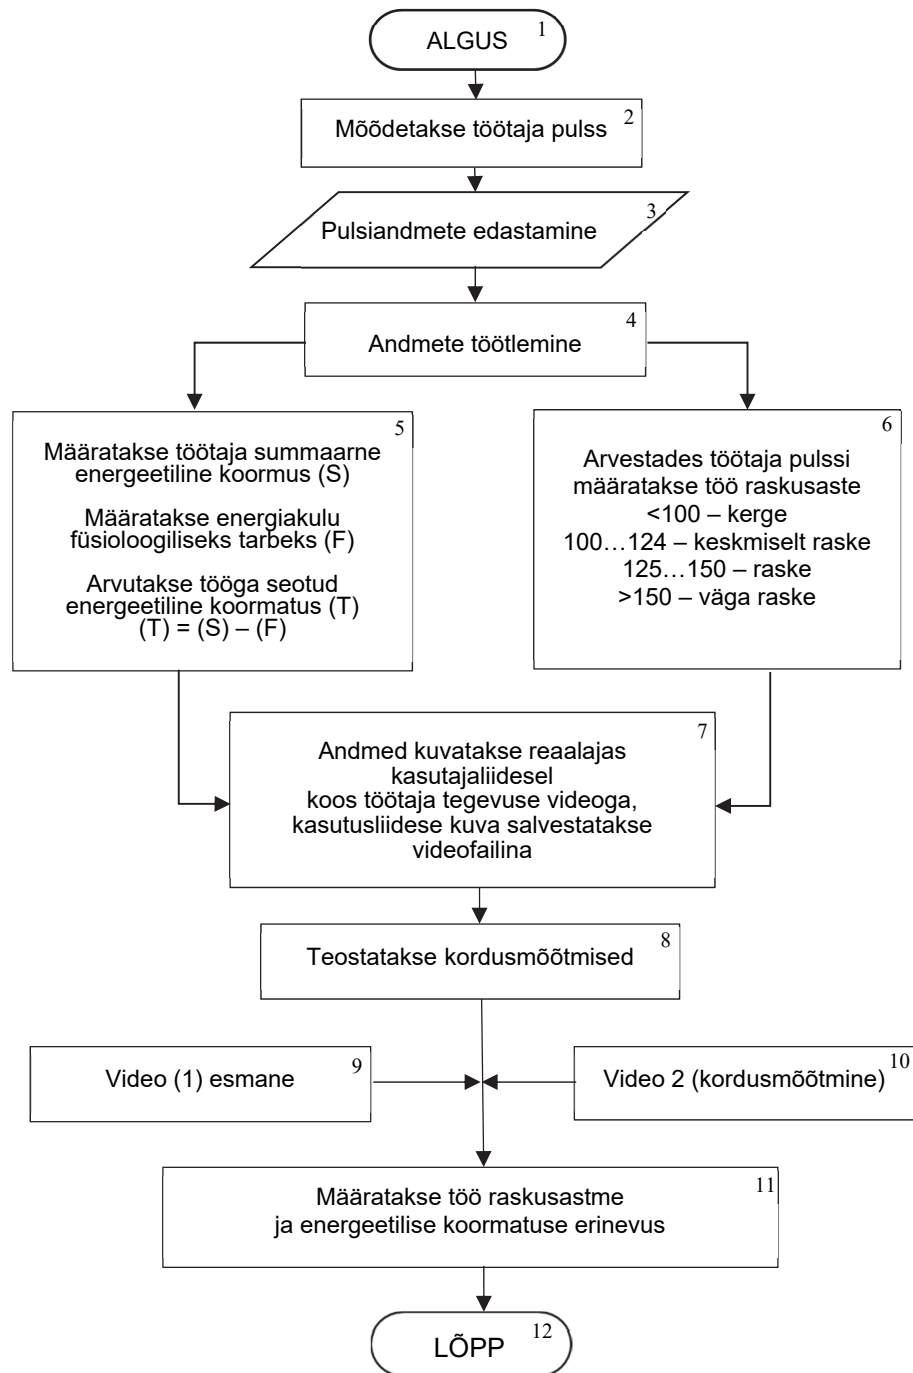 ALGUS 1
Mõõdetakse töötaja pulss 2
Pulsiandmete edastamine 3
Andmete töötlemine 4
5
Määratakse töötaja summaarne
energeetiline koormus (S)
Määratakse energiakulu
füsioloogiliseks tarbeks (F)
Arvutakse tööga seotud
energeetiline koormatus (T)
(T) = (S) – (F)
6
Arvestades töötaja pulssi
määratakse töö raskusaste
<100 – kerge
100…124 – keskmiselt raske
125…150 – raske
>150 – väga raske
7
Andmed kuvatakse reaalajas
kasutajaliidesel
koos töötaja tegevuse videoga,
kasutusliidese kuva salvestatakse
videofailina
Teostatakse kordusmõõtmised 8
Video (1) esmane 9
Video 2 (kordusmõõtmine) 10
11
Määratakse töö raskusastme
ja energeetilise koormatuse erinevus
LÕPP 12